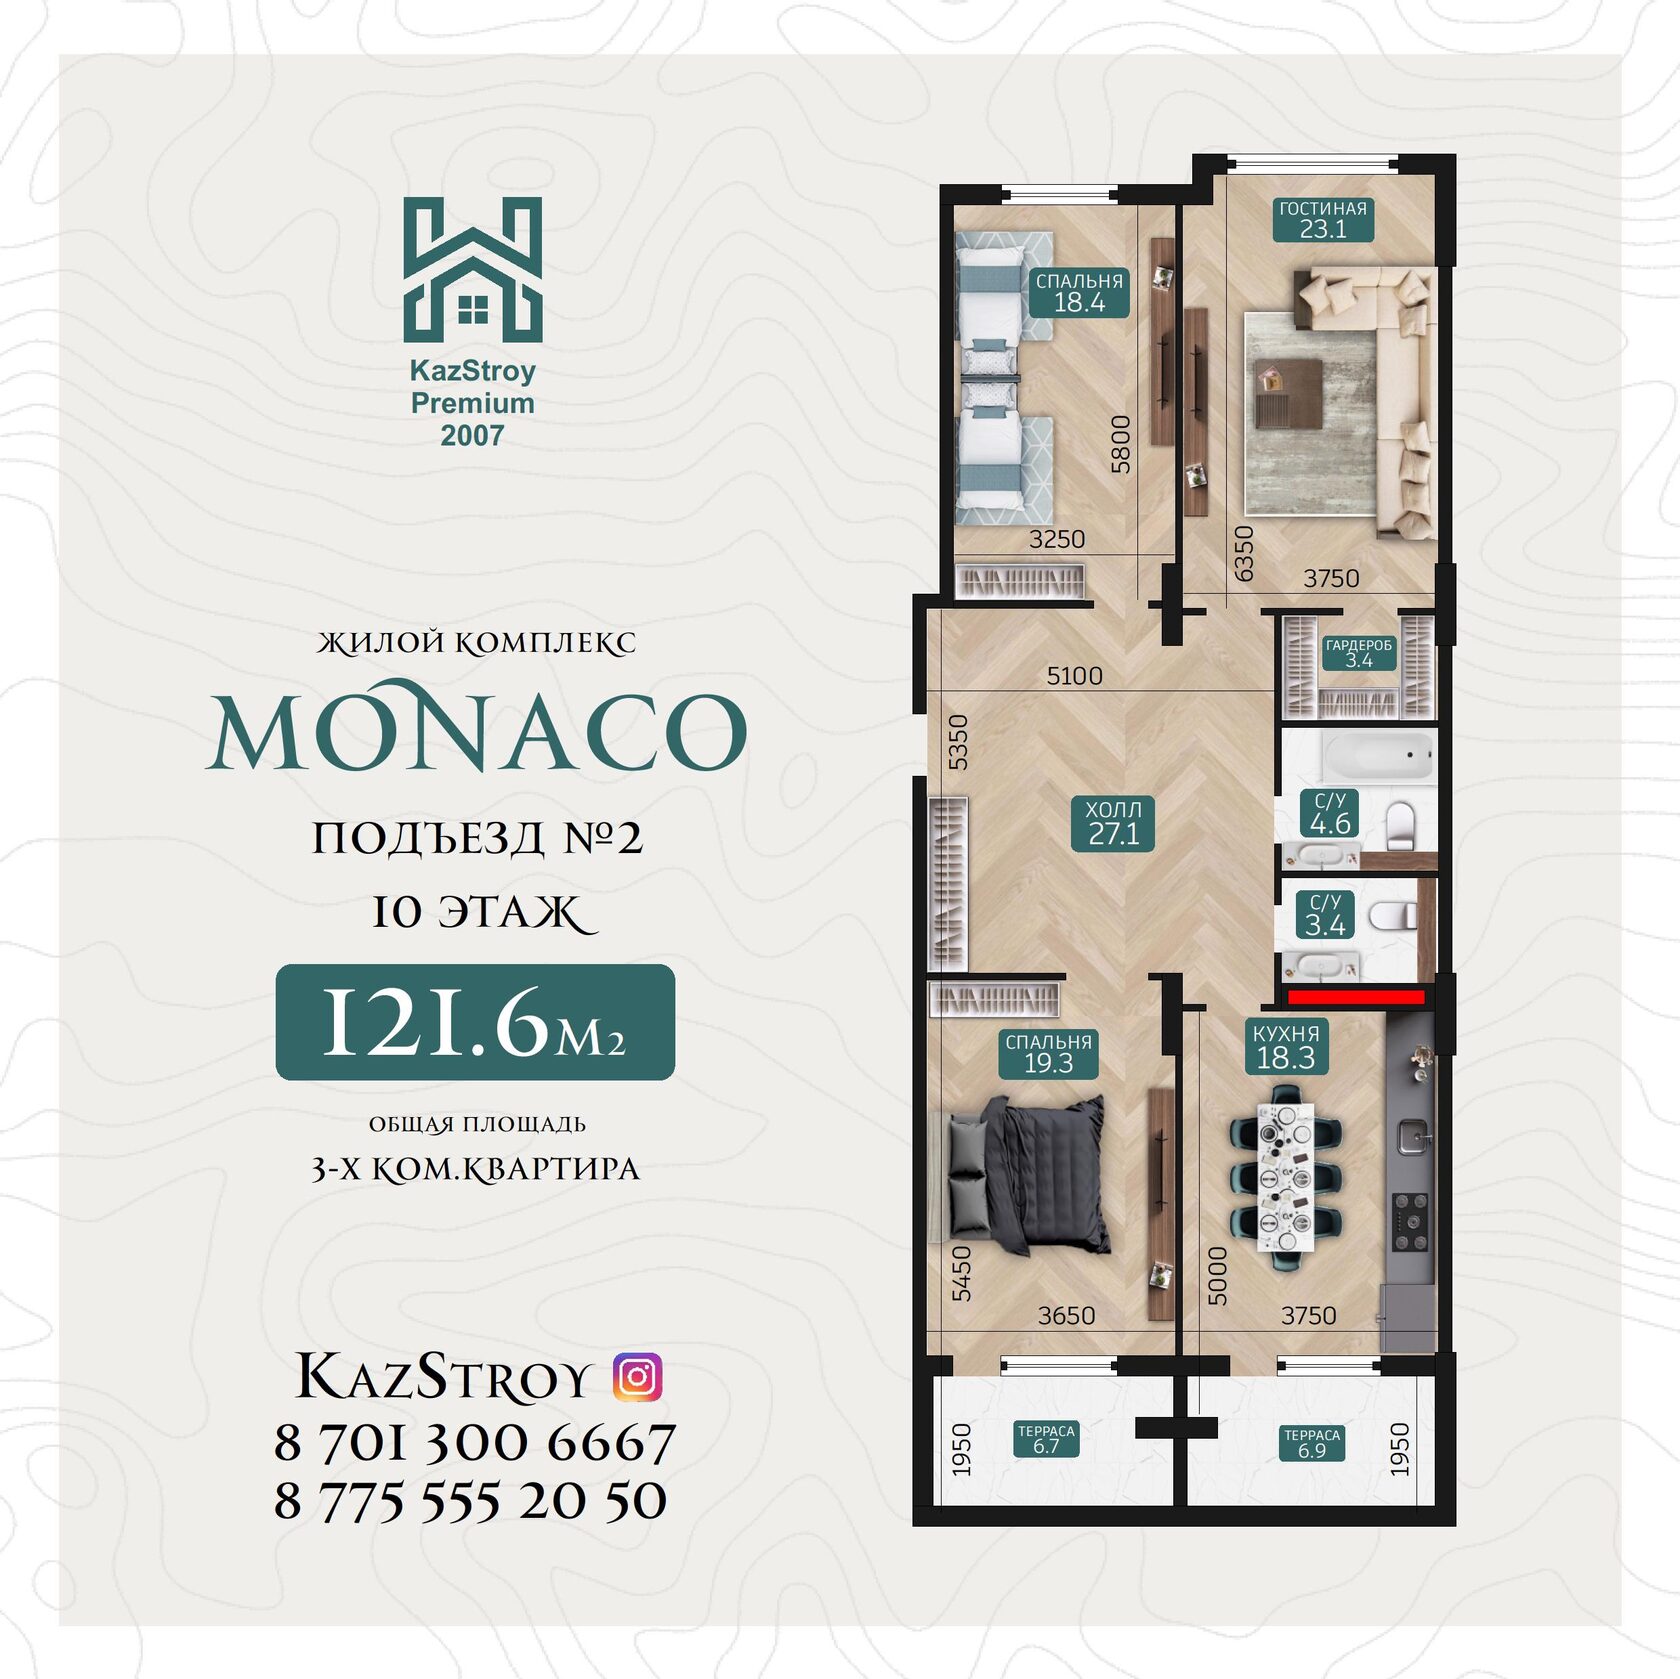 KazStroy
Premium
2007
ЖИЛОЙ КОМПЛЕКС
MONACO
ПОДЪЕЗД №2
10 ЭТАЖ
121.6М2
ОБЩАЯ ПЛОЩАДЬ
3-Х КОМ.КВАРТИРА
KAZSTROY
8 701 300 6667
8 775 555 20 50
ГОСТИНАЯ
23.1
СПАЛЬНЯ
18.4
5800
3250
6350
3750
ГАРДЕРОБ
3.4
5100
5350
С/У
4.6
ХОЛЛ
27.1
С/У
3.4
СПАЛЬНЯ
19.3
КУХНЯ
18.3
5450
3650
5000
3750
1950
ТЕРРАСА
6.7
ТЕРРАСА
6.9
1950